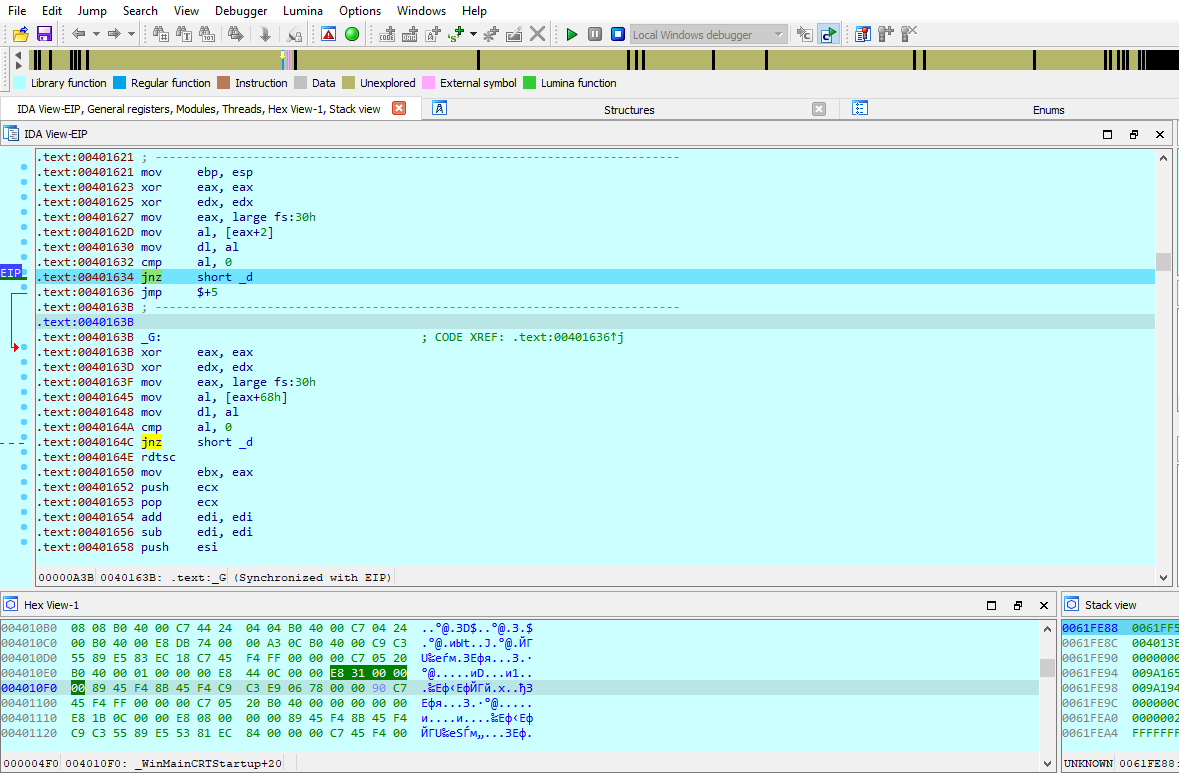 File Edit Jump Search View Debugger Lumina Options Windows Help
Local Windows debugger
Library function Regular function Instruction Data Unexplored External symbol Lumina function
IDA View-EIP, General registers, Modules, Threads, Hex View-1, Stack view Structures Enums
IDA View-EIP
.text:00401621 ; ---------------------------------------------------------------------------
.text:00401621 mov ebp, esp
.text:00401623 xor eax, eax
.text:00401625 xor edx, edx
.text:00401627 mov eax, large fs:30h
.text:0040162D mov al, [eax+2]
.text:00401630 mov dl, al
.text:00401632 cmp al, 0
EIP .text:00401634 jnz short _d
.text:00401636 jmp $+5
.text:0040163B ; ---------------------------------------------------------------------------
.text:0040163B
.text:0040163B _G: ; CODE XREF: .text:00401636↑j
.text:0040163B xor eax, eax
.text:0040163D xor edx, edx
.text:0040163F mov eax, large fs:30h
.text:00401645 mov al, [eax+68h]
.text:00401648 mov dl, al
.text:0040164A cmp al, 0
.text:0040164C jnz short _d
.text:0040164E rdtsc
.text:00401650 mov ebx, eax
.text:00401652 push ecx
.text:00401653 pop ecx
.text:00401654 add edi, edi
.text:00401656 sub edi, edi
.text:00401658 push esi
00000A3B 0040163B: .text:_G (Synchronized with EIP)
Hex View-1
004010B0 08 08 B0 40 00 C7 44 24 04 04 B0 40 00 C7 04 24 ..°@.ЗD$..°@.З.$
004010C0 00 B0 40 00 E8 DB 74 00 00 A3 0C B0 40 00 C9 C3 .°@.иЫt..Ј.°@.ЙГ
004010D0 55 89 E5 83 EC 18 C7 45 F4 FF 00 00 00 C7 05 20 U‰еѓм.ЗЕфя...З.·
004010E0 B0 40 00 01 00 00 00 E8 44 0C 00 00 E8 31 00 00 °@.....иD...и1..
004010F0 00 89 45 F4 8B 45 F4 C9 C3 E9 06 78 00 00 90 C7 .‰Eф‹EфЙГй.x..ђЗ
00401100 45 F4 FF 00 00 00 C7 05 20 B0 40 00 00 00 00 00 Eфя...З.·°@.....
00401110 E8 1B 0C 00 00 E8 08 00 00 00 89 45 F4 8B 45 F4 и....и....‰Eф‹Eф
00401120 C9 C3 55 89 E5 53 81 EC 84 00 00 00 C7 45 F4 00 ЙГU‰еSЃм„...ЗEф.
000004F0 004010F0: _WinMainCRTStartup+20
Stack view
0061FE88 0061FF5
0061FE8C 004013E
0061FE90 0000000
0061FE94 009A165
0061FE98 009A194
0061FE9C 000000C
0061FEA0 0000002
0061FEA4 FFFFFFF
UNKNOWN 0061FE88: